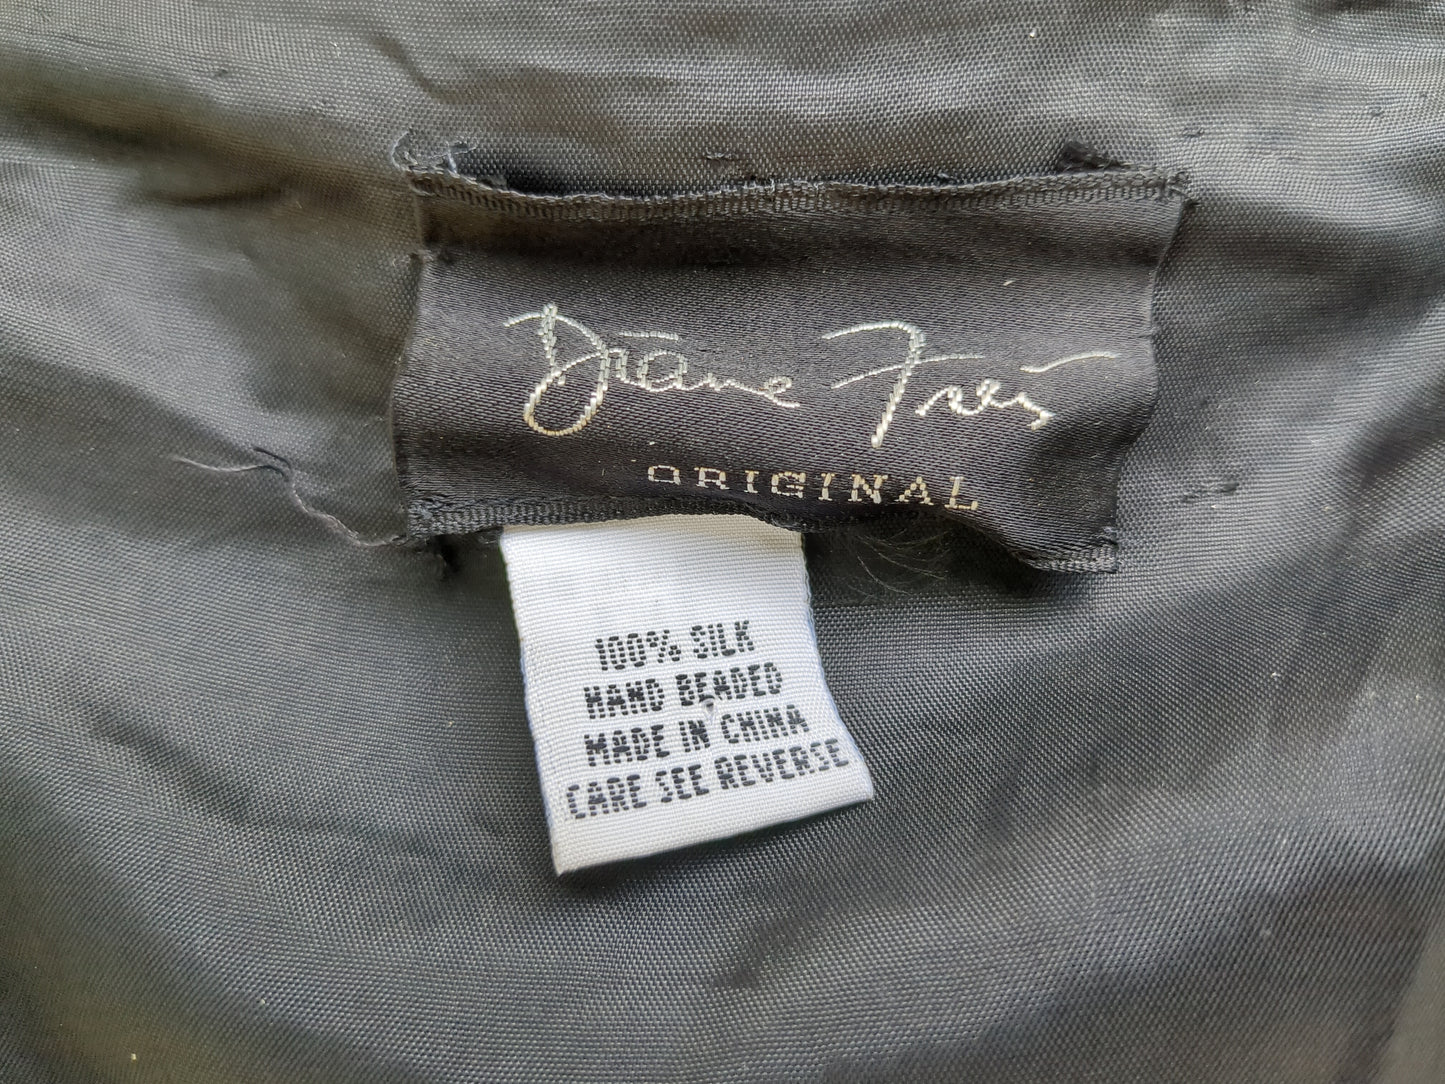 Diane Freis
ORIGINAL
100% SILK
HAND BEADED
MADE IN CHINA
CARE SEE REVERSE